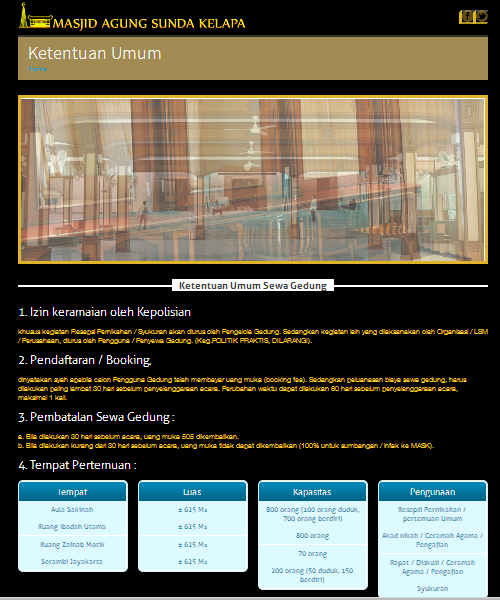 MASJID AGUNG SUNDA KELAPA
Ketentuan Umum
Home
Ketentuan Umum Sewa Gedung
1. Izin keramaian oleh Kepolisian
khusus kegiatan Resepsi Pernikahan / Syukuran akan diurus oleh Pengelola Gedung. Sedangkan kegiatan lain yang dilaksanakan oleh Organisasi / LSM
/ Perusahaan, diurus oleh Pengguna / Penyewa Gedung. (Keg.POLITIK PRAKTIS, DILARANG).
2. Pendaftaran / Booking,
dinyatakan syah apabila calon Pengguna Gedung telah membayar uang muka (booking fee). Sedangkan pelunasan biaya sewa gedung, harus
dilakukan paling lambat 30 hari sebelum penyelenggaraan acara. Perubahan waktu dapat dilakukan 60 hari sebelum penyelenggaraan acara,
maksimal 1 kali.
3. Pembatalan Sewa Gedung :
a. Bila dilakukan 30 hari sebelum acara, uang muka 50% dikembalikan.
b. Bila dilakukan kurang dari 30 hari sebelum acara, uang muka tidak dapat dikembalikan (100% untuk sumbangan / infak ke MASK).
4. Tempat Pertemuan :
Tempat Luas Kapasitas Pengunaan
Aula Sakinah
Ruang Ibadah Utama
Ruang Zainab Motik
Serambi Jayakarta
± 625 M2
± 625 M2
± 625 M2
± 625 M2
800 orang (100 orang duduk,
700 orang berdiri)
800 orang
70 orang
200 orang (50 duduk, 150
berdiri)
Resepsi Pernikahan /
pertemuan Umum
Akad nikah / Ceramah Agama /
Pengajian
Rapat / Diskusi / Ceramah
Agama / Pengajian
Syukuran